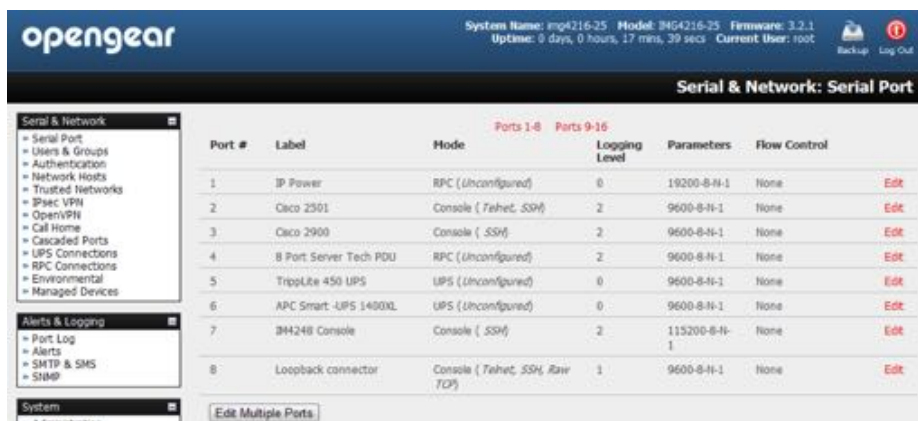 opengear
System Name: img4216-25 Model: IMG4216-25 Firmware: 3.2.1
Uptime: 0 days, 0 hours, 17 mins, 39 secs Current User: root
Backup Log Out
Serial & Network: Serial Port
Serial & Network
Serial Port
Users & Groups
Authentication
Network Hosts
Trusted Networks
IPsec VPN
OpenVPN
Call Home
Cascaded Ports
UPS Connections
RPC Connections
Environmental
Managed Devices
Alerts & Logging
Port Log
Alerts
SMTP & SMS
SNMP
System
Ports 1-8 Ports 9-16
Port # Label Mode Logging Level Parameters Flow Control
1 IP Power RPC (Unconfigured) 0 19200-8-N-1 None Edit
2 Cisco 2501 Console ( Telnet, SSH) 2 9600-8-N-1 None Edit
3 Cisco 2900 Console ( SSH) 2 9600-8-N-1 None Edit
4 8 Port Server Tech PDU RPC (Unconfigured) 2 9600-8-N-1 None Edit
5 TrippLite 450 UPS UPS (Unconfigured) 0 9600-8-N-1 None Edit
6 APC Smart -UPS 1400XL UPS (Unconfigured) 0 9600-8-N-1 None Edit
7 IM4248 Console Console ( SSH) 2 115200-8-N-1 None Edit
8 Loopback connector Console ( Telnet, SSH, Raw TCP) 1 9600-8-N-1 None Edit
Edit Multiple Ports